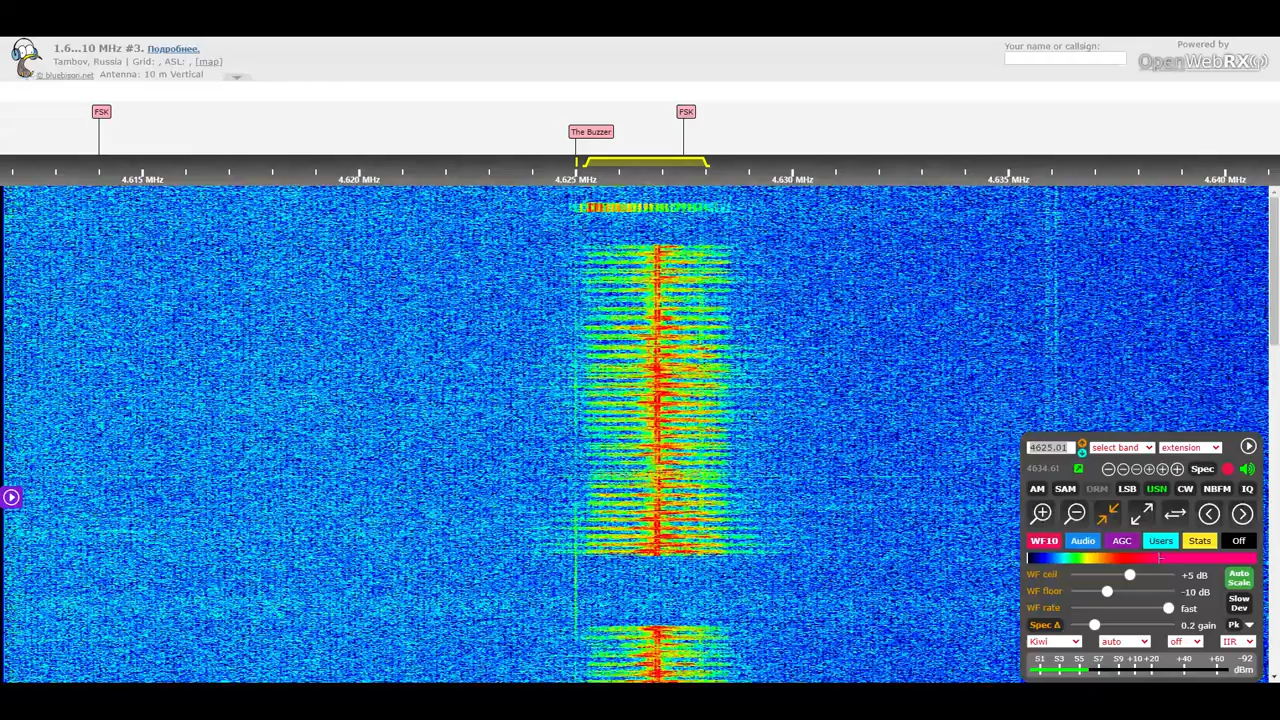 1.6...10 MHz #3. Подробнее.
Tambov, Russia | Grid: , ASL: , [map]
© bluebison.net Antenna: 10 m Vertical
Your name or callsign:
Powered by
OpenWebRX
FSK
The Buzzer
FSK
4.615 MHz 4.620 MHz 4.625 MHz 4.630 MHz 4.635 MHz 4.640 MHz
4625.01 select band extension
4634.61 Spec
AM SAM DRM LSB USN CW NBFM IQ
WF10 Audio AGC Users Stats Off
WF ceil +5 dB Auto Scale
WF floor -10 dB
WF rate fast Slow Dev
Spec Δ 0.2 gain Pk
Kiwi auto off IIR
S1 S3 S5 S7 S9 +10 +20 +40 +60 -92
dBm